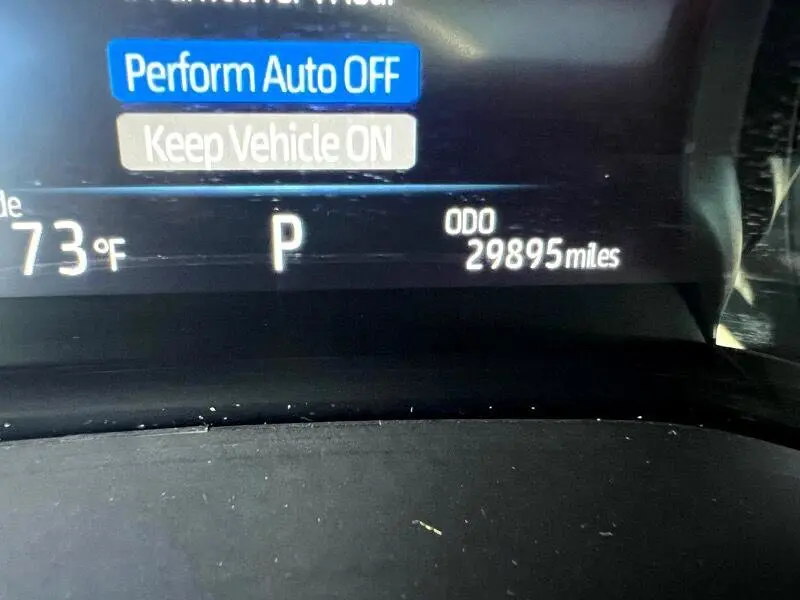 Perform Auto OFF
Keep Vehicle ON
73°F
P
ODO
29895 miles